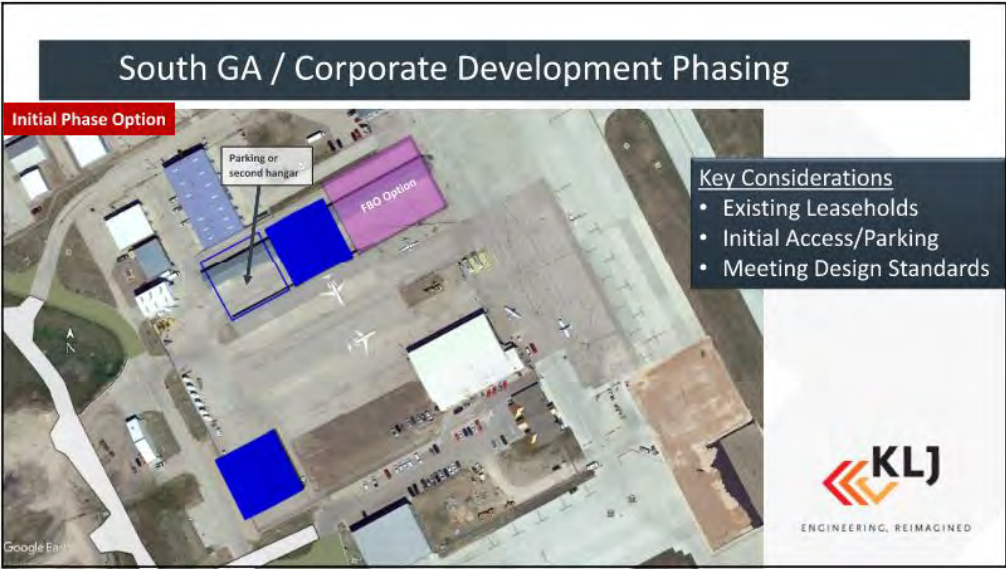 South GA / Corporate Development Phasing
Initial Phase Option
Parking or
second hangar
FBO Option
Key Considerations
• Existing Leaseholds
• Initial Access/Parking
• Meeting Design Standards
N
Google Earth
KLJ
ENGINEERING, REIMAGINED